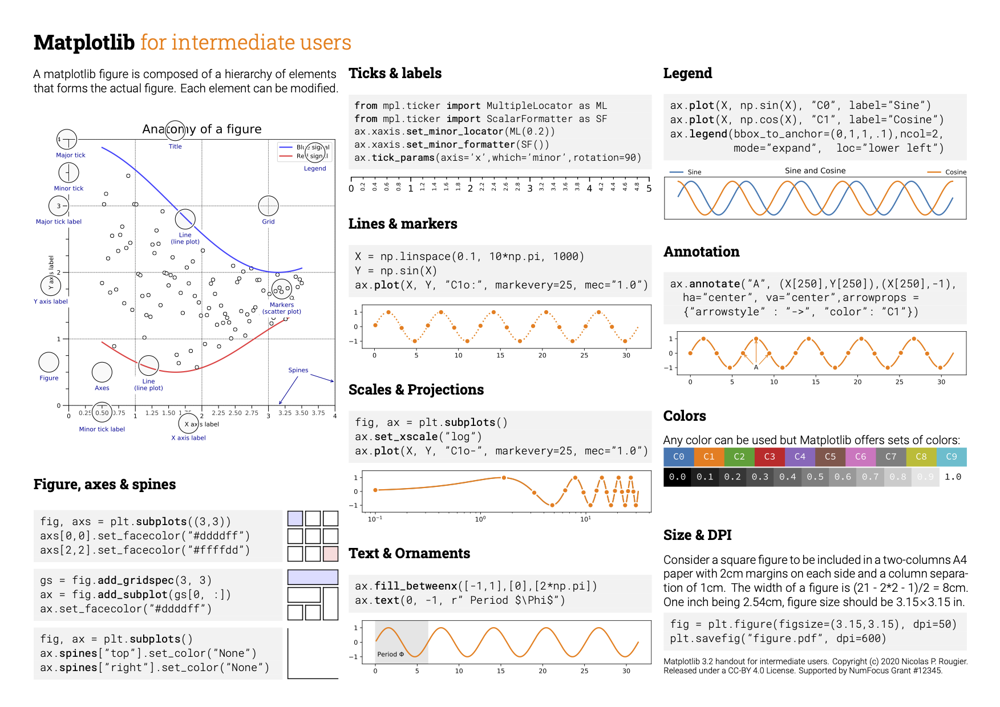 Matplotlib for intermediate users
A matplotlib figure is composed of a hierarchy of elements
that forms the actual figure. Each element can be modified.
Anatomy of a figure
Title
Blue signal
Red signal
Legend
4
Major tick
Minor tick
3
Major tick label
Grid
Line
(line plot)
Y axis label
2
Y axis label
Markers
(scatter plot)
1
Figure
Axes
Line
(line plot)
Spines
0
0 0.25 0.50 0.75 1 1.25 1.50 1.75 2 2.25 2.50 2.75 3 3.25 3.50 3.75 4
Minor tick label
X axis label
X axis label
Figure, axes & spines
fig, axs = plt.subplots((3,3))
axs[0,0].set_facecolor("#ddddff")
axs[2,2].set_facecolor("#ffffdd")
gs = fig.add_gridspec(3, 3)
ax = fig.add_subplot(gs[0, :])
ax.set_facecolor("#ddddff")
fig, ax = plt.subplots()
ax.spines["top"].set_color("None")
ax.spines["right"].set_color("None")
Ticks & labels
from mpl.ticker import MultipleLocator as ML
from mpl.ticker import ScalarFormatter as SF
ax.xaxis.set_minor_locator(ML(0.2))
ax.xaxis.set_minor_formatter(SF())
ax.tick_params(axis='x',which='minor',rotation=90)
0 0.2 0.4 0.6 0.8 1 1.2 1.4 1.6 1.8 2 2.2 2.4 2.6 2.8 3 3.2 3.4 3.6 3.8 4 4.2 4.4 4.6 4.8 5
Lines & markers
X = np.linspace(0.1, 10*np.pi, 1000)
Y = np.sin(X)
ax.plot(X, Y, "C1o:", markevery=25, mec="1.0")
1
0
−1
0 5 10 15 20 25 30
Scales & Projections
fig, ax = plt.subplots()
ax.set_xscale("log")
ax.plot(X, Y, "C1o-", markevery=25, mec="1.0")
1
0
−1
10⁻¹ 10⁰ 10¹
Text & Ornaments
ax.fill_betweenx([-1,1],[0],[2*np.pi])
ax.text(0, -1, r" Period $\Phi$")
1
0
−1
Period Φ
0 5 10 15 20 25 30
Legend
ax.plot(X, np.sin(X), "C0", label="Sine")
ax.plot(X, np.cos(X), "C1", label="Cosine")
ax.legend(bbox_to_anchor=(0,1,1,.1),ncol=2,
mode="expand", loc="lower left")
Sine Sine and Cosine Cosine
Annotation
ax.annotate("A", (X[250],Y[250]),(X[250],-1),
ha="center", va="center",arrowprops =
{"arrowstyle" : "->", "color": "C1"})
1
0
−1
A
0 5 10 15 20 25 30
Colors
Any color can be used but Matplotlib offers sets of colors:
C0 C1 C2 C3 C4 C5 C6 C7 C8 C9
0.0 0.1 0.2 0.3 0.4 0.5 0.6 0.7 0.8 0.9 1.0
Size & DPI
Consider a square figure to be included in a two-columns A4
paper with 2cm margins on each side and a column separa-
tion of 1cm. The width of a figure is (21 - 2*2 - 1)/2 = 8cm.
One inch being 2.54cm, figure size should be 3.15×3.15 in.
fig = plt.figure(figsize=(3.15,3.15), dpi=50)
plt.savefig("figure.pdf", dpi=600)
Matplotlib 3.2 handout for intermediate users. Copyright (c) 2020 Nicolas P. Rougier.
Released under a CC-BY 4.0 License. Supported by NumFocus Grant #12345.